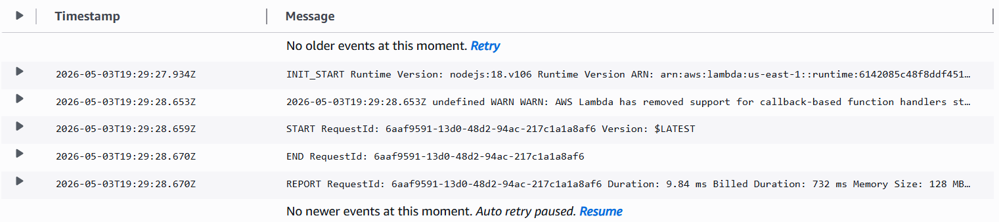 Timestamp Message
No older events at this moment. Retry
2026-05-03T19:29:27.934Z INIT_START Runtime Version: nodejs:18.v106 Runtime Version ARN: arn:aws:lambda:us-east-1::runtime:6142085c48f8ddf451…
2026-05-03T19:29:28.653Z 2026-05-03T19:29:28.653Z undefined WARN WARN: AWS Lambda has removed support for callback-based function handlers st…
2026-05-03T19:29:28.659Z START RequestId: 6aaf9591-13d0-48d2-94ac-217c1a1a8af6 Version: $LATEST
2026-05-03T19:29:28.670Z END RequestId: 6aaf9591-13d0-48d2-94ac-217c1a1a8af6
2026-05-03T19:29:28.670Z REPORT RequestId: 6aaf9591-13d0-48d2-94ac-217c1a1a8af6 Duration: 9.84 ms Billed Duration: 732 ms Memory Size: 128 MB…
No newer events at this moment. Auto retry paused. Resume